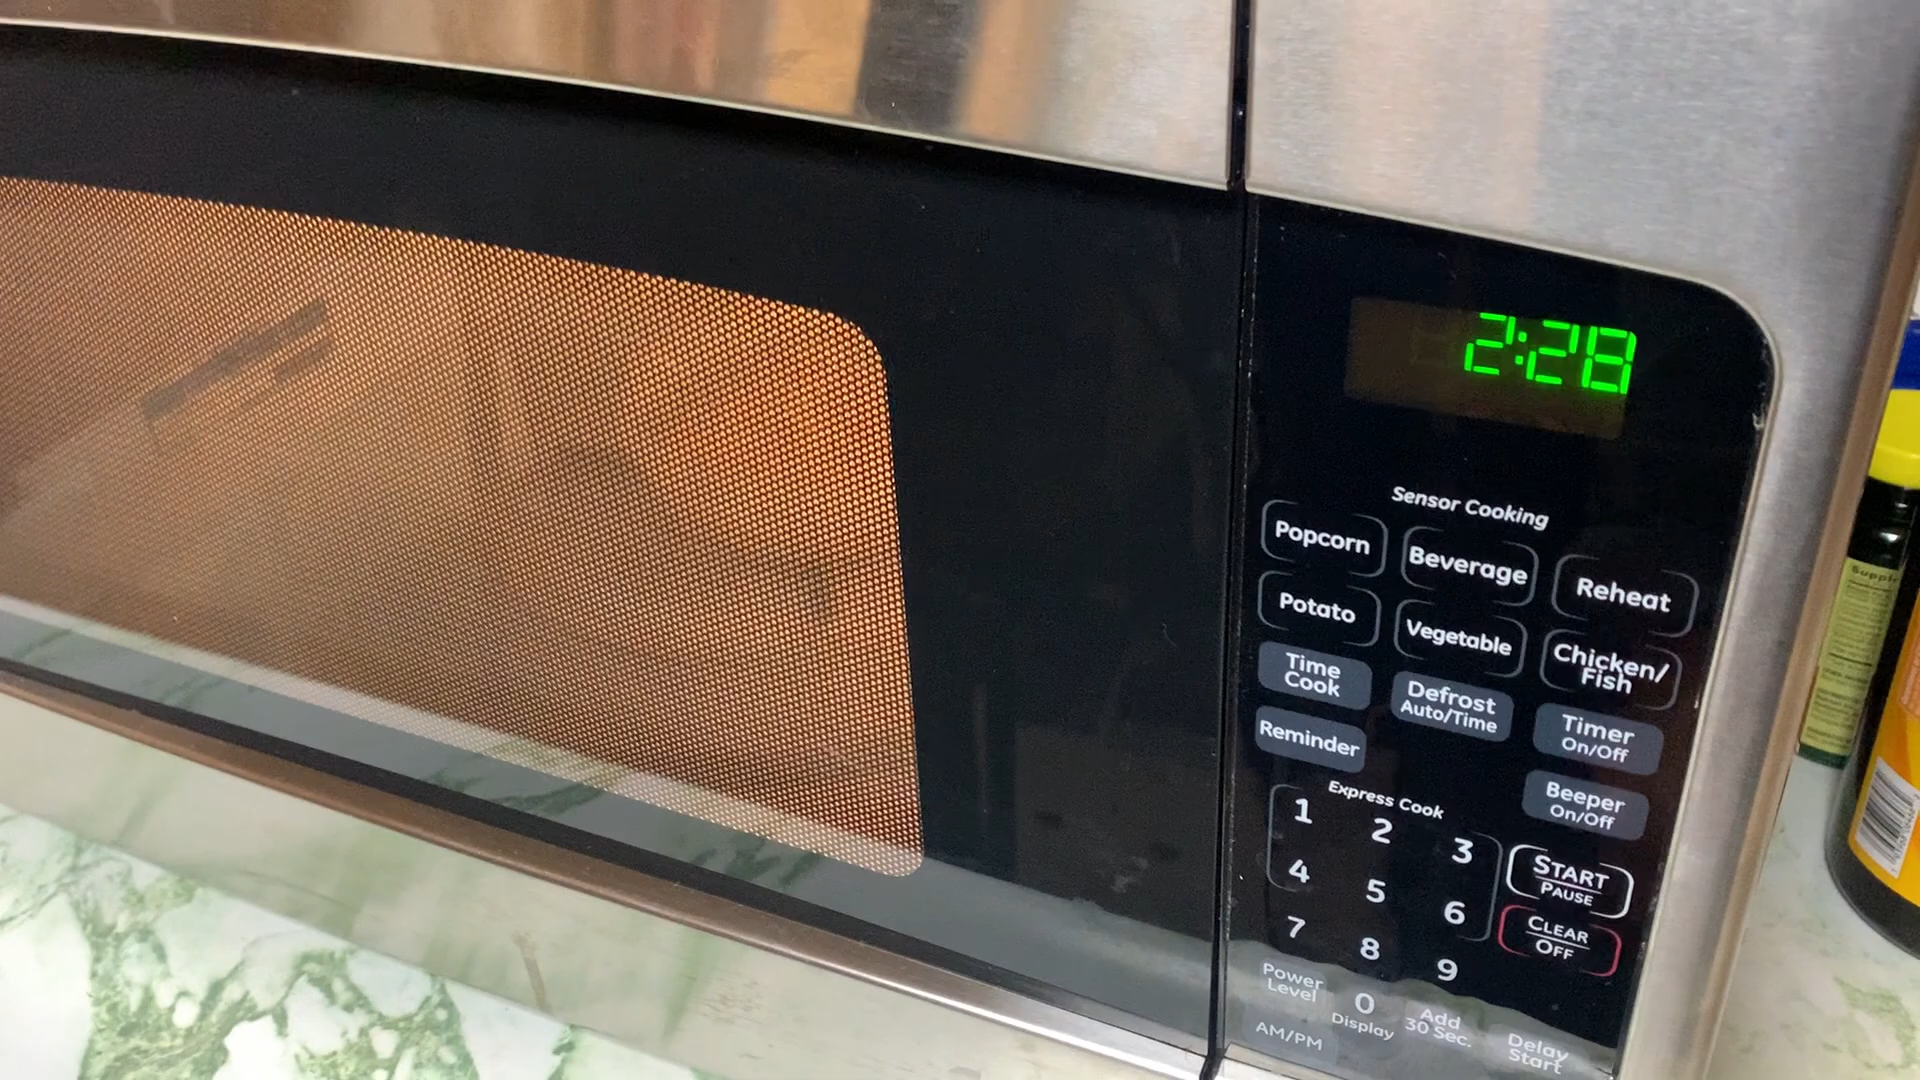 2:28
Sensor Cooking
Popcorn
Beverage
Reheat
Potato
Vegetable
Chicken/
Fish
Time
Cook
Defrost
Auto/Time
Timer
On/Off
Reminder
Beeper
On/Off
Express Cook
1 2 3
4 5 6
7 8 9
START
PAUSE
CLEAR
OFF
Power
Level
0
Display
Add
30 Sec.
Delay
Start
AM/PM